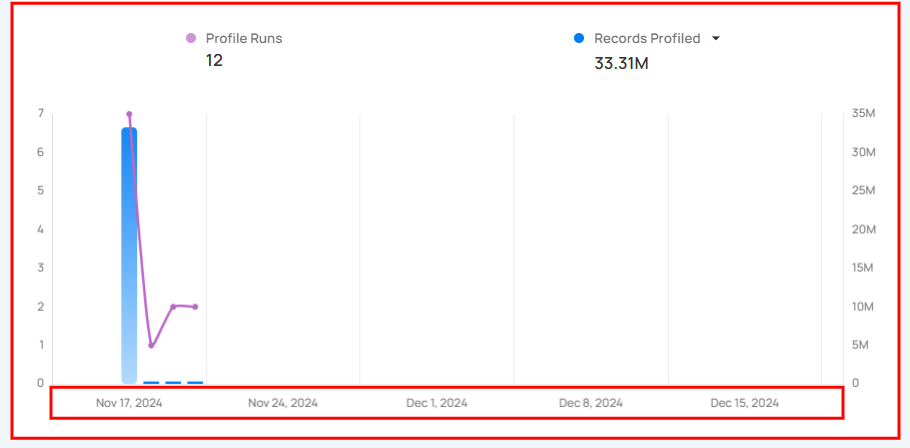 Profile Runs
12
Records Profiled
33.31M
7
6
5
4
3
2
1
0
35M
30M
25M
20M
15M
10M
5M
0
Nov 17, 2024 Nov 24, 2024 Dec 1, 2024 Dec 8, 2024 Dec 15, 2024